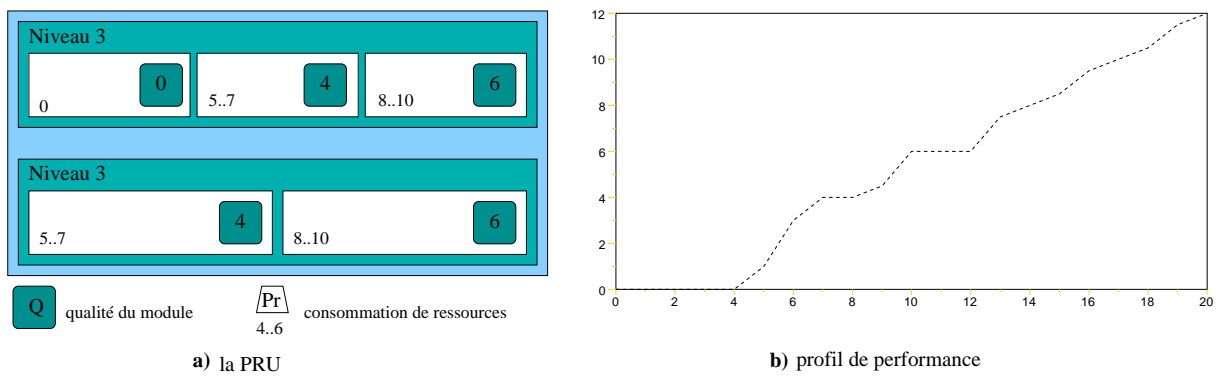 Niveau 3
0
0
5..7
4
8..10
6
Niveau 3
5..7
4
8..10
6
Q
qualité du module
Pr
4..6
consommation de ressources
a) la PRU
12
10
8
6
4
2
0
0 2 4 6 8 10 12 14 16 18 20
b) profil de performance